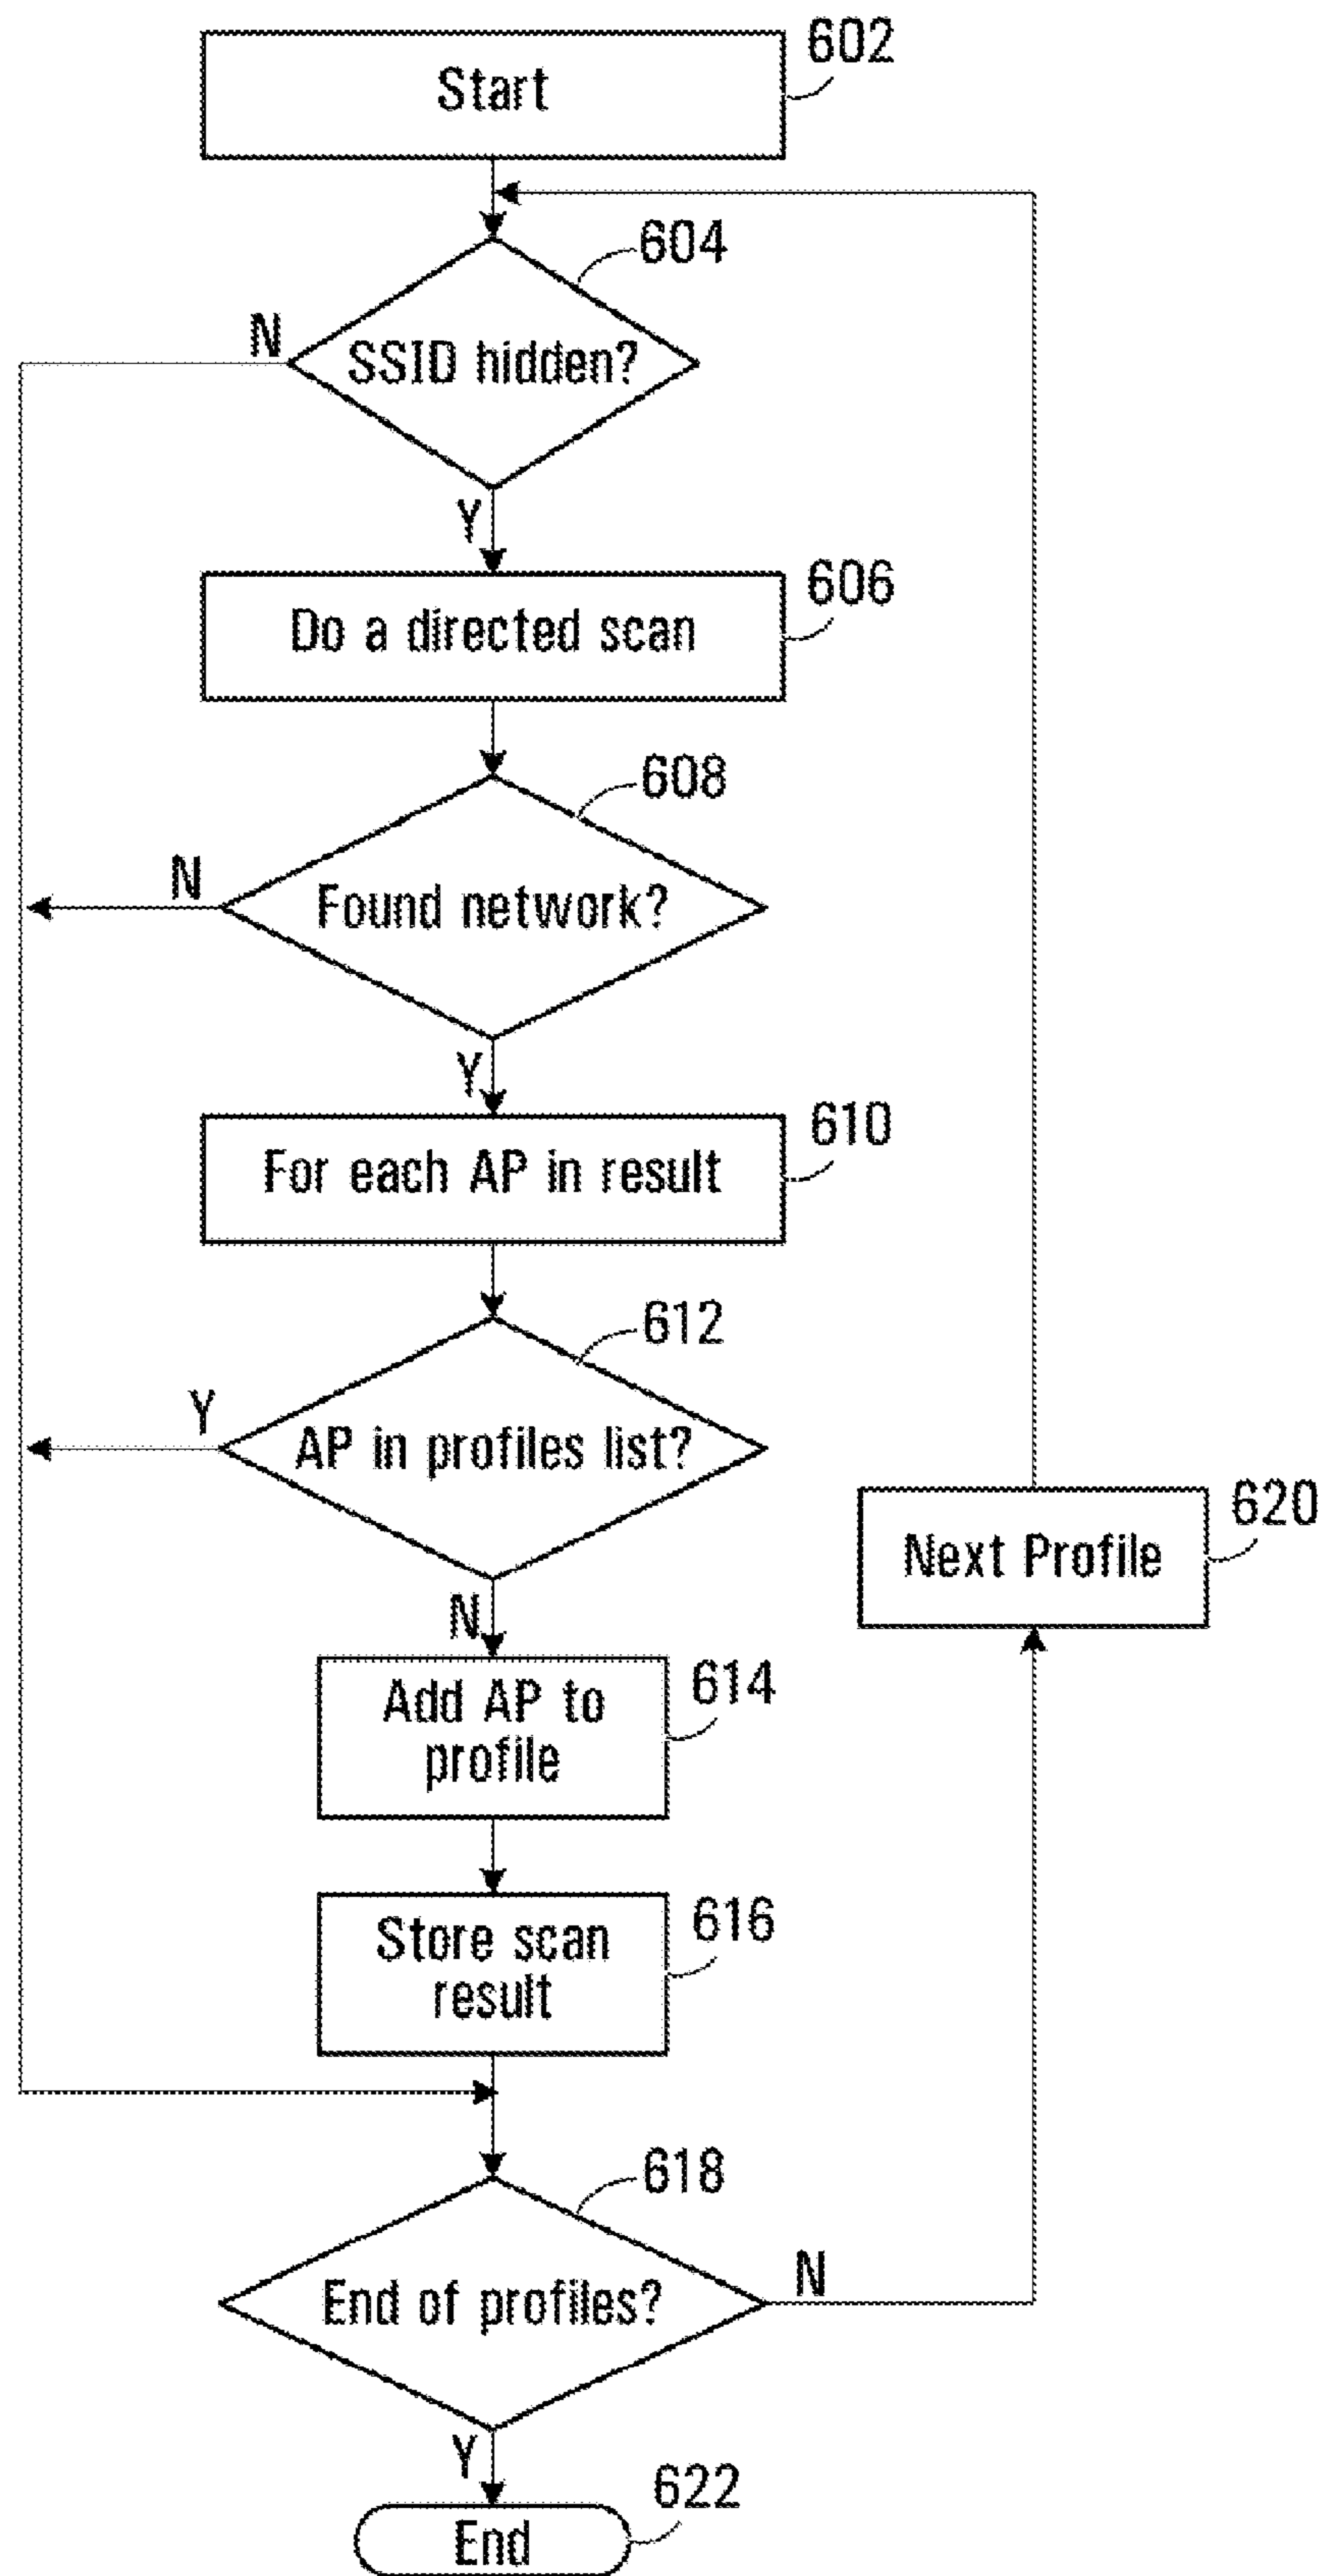 602
Start
604
N
SSID hidden?
Y
606
Do a directed scan
608
N
Found network?
Y
610
For each AP in result
612
Y
AP in profiles list?
620
Next Profile
N
614
Add AP to
profile
616
Store scan
result
618
End of profiles?
N
Y
622
End